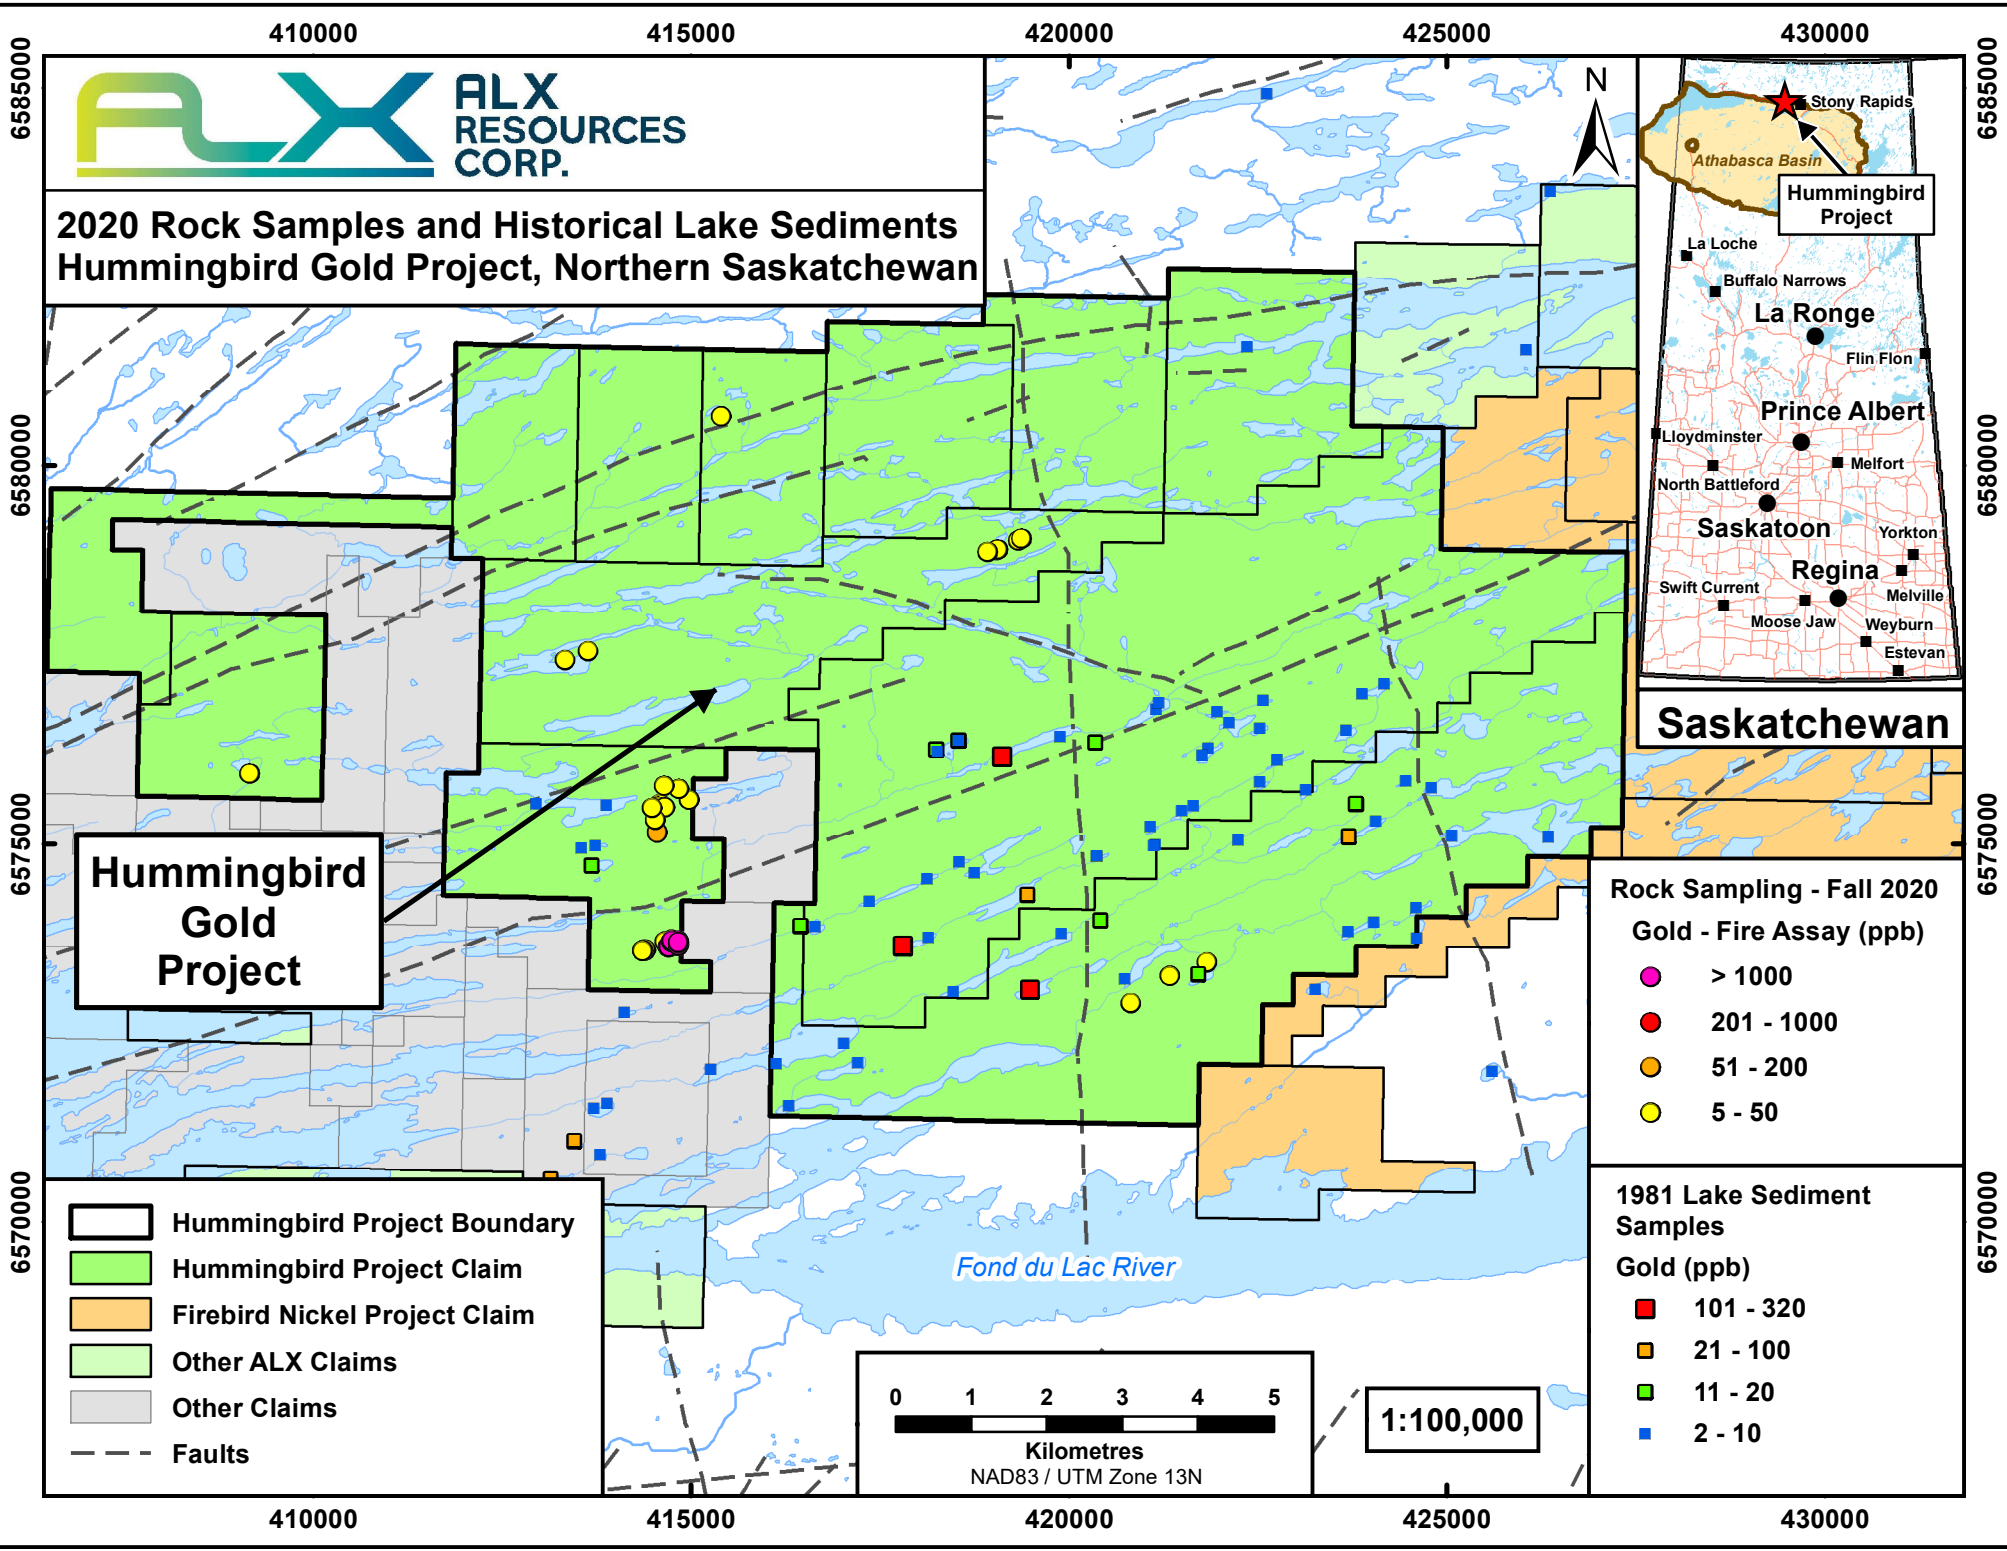 410000
415000
420000
425000
430000
6585000
6585000
ALX
RESOURCES
CORP.
2020 Rock Samples and Historical Lake Sediments
Hummingbird Gold Project, Northern Saskatchewan
N
Stony Rapids
Athabasca Basin
Hummingbird
Project
La Loche
Buffalo Narrows
La Ronge
Flin Flon
Prince Albert
Lloydminster
Melfort
North Battleford
Saskatoon
Yorkton
Regina
Swift Current
Melville
Moose Jaw
Weyburn
Estevan
Saskatchewan
6580000
6580000
6575000
6575000
Hummingbird
Gold
Project
Rock Sampling - Fall 2020
Gold - Fire Assay (ppb)
> 1000
201 - 1000
51 - 200
5 - 50
1981 Lake Sediment
Samples
Gold (ppb)
101 - 320
21 - 100
11 - 20
2 - 10
6570000
6570000
Hummingbird Project Boundary
Hummingbird Project Claim
Firebird Nickel Project Claim
Other ALX Claims
Other Claims
Faults
Fond du Lac River
0 1 2 3 4 5
Kilometres
NAD83 / UTM Zone 13N
1:100,000
410000
415000
420000
425000
430000